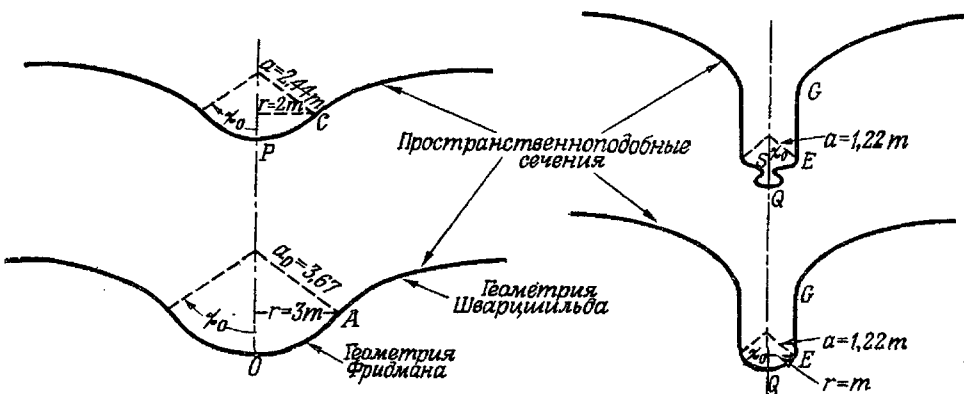 a=2,44m
r=2m
χ₀
C
P
Пространственноподобные
сечения
G
a=1,22m
S
χ₀
E
Q
a₀=3,67
r=3m
χ₀
A
O
Геометрия
Шварцшильда
Геометрия
Фридмана
G
a=1,22m
χ₀
E
Q
r=m